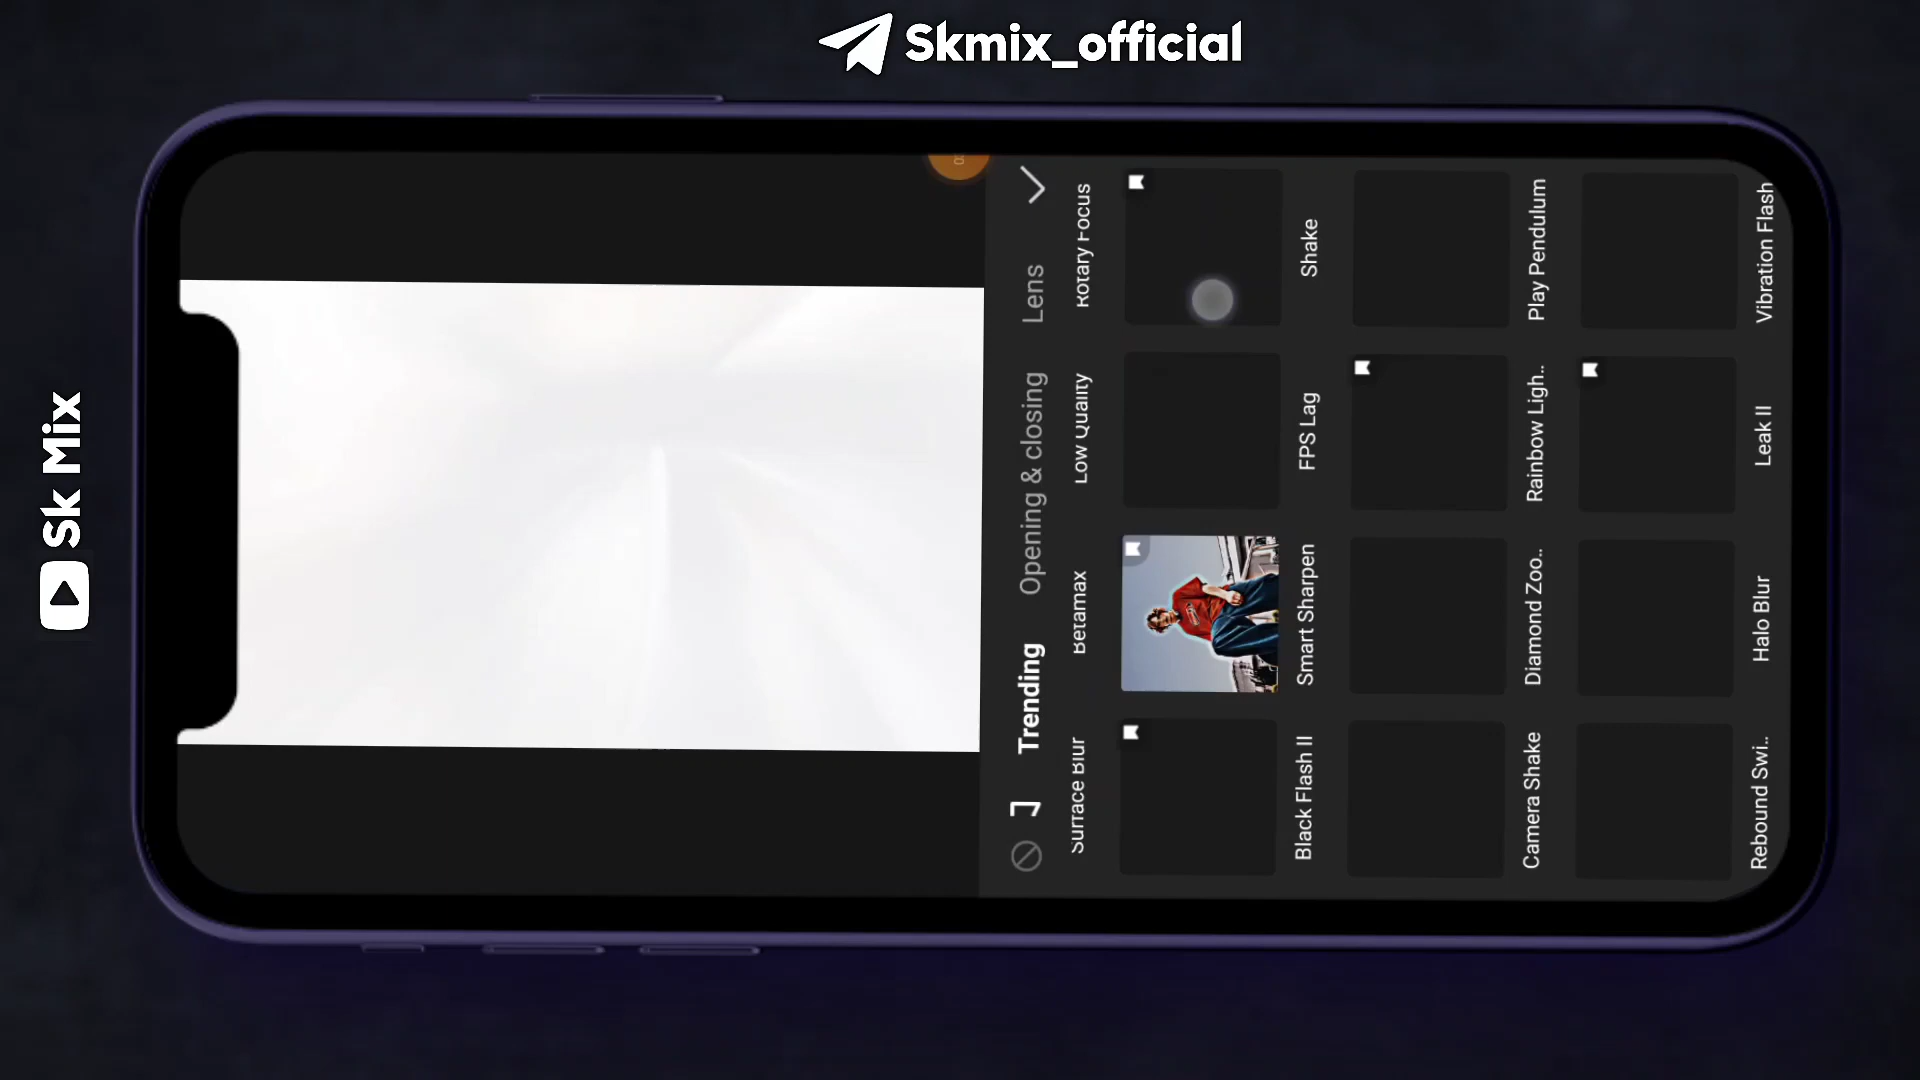 Skmix_official
Sk Mix
Trending
Opening & closing
Lens
Surface Blur
Betamax
Low Quality
Rotary Focus
Black Flash II
Smart Sharpen
FPS Lag
Shake
Camera Shake
Diamond Zoo..
Rainbow Ligh..
Play Pendulum
Rebound Swi..
Halo Blur
Leak II
Vibration Flash